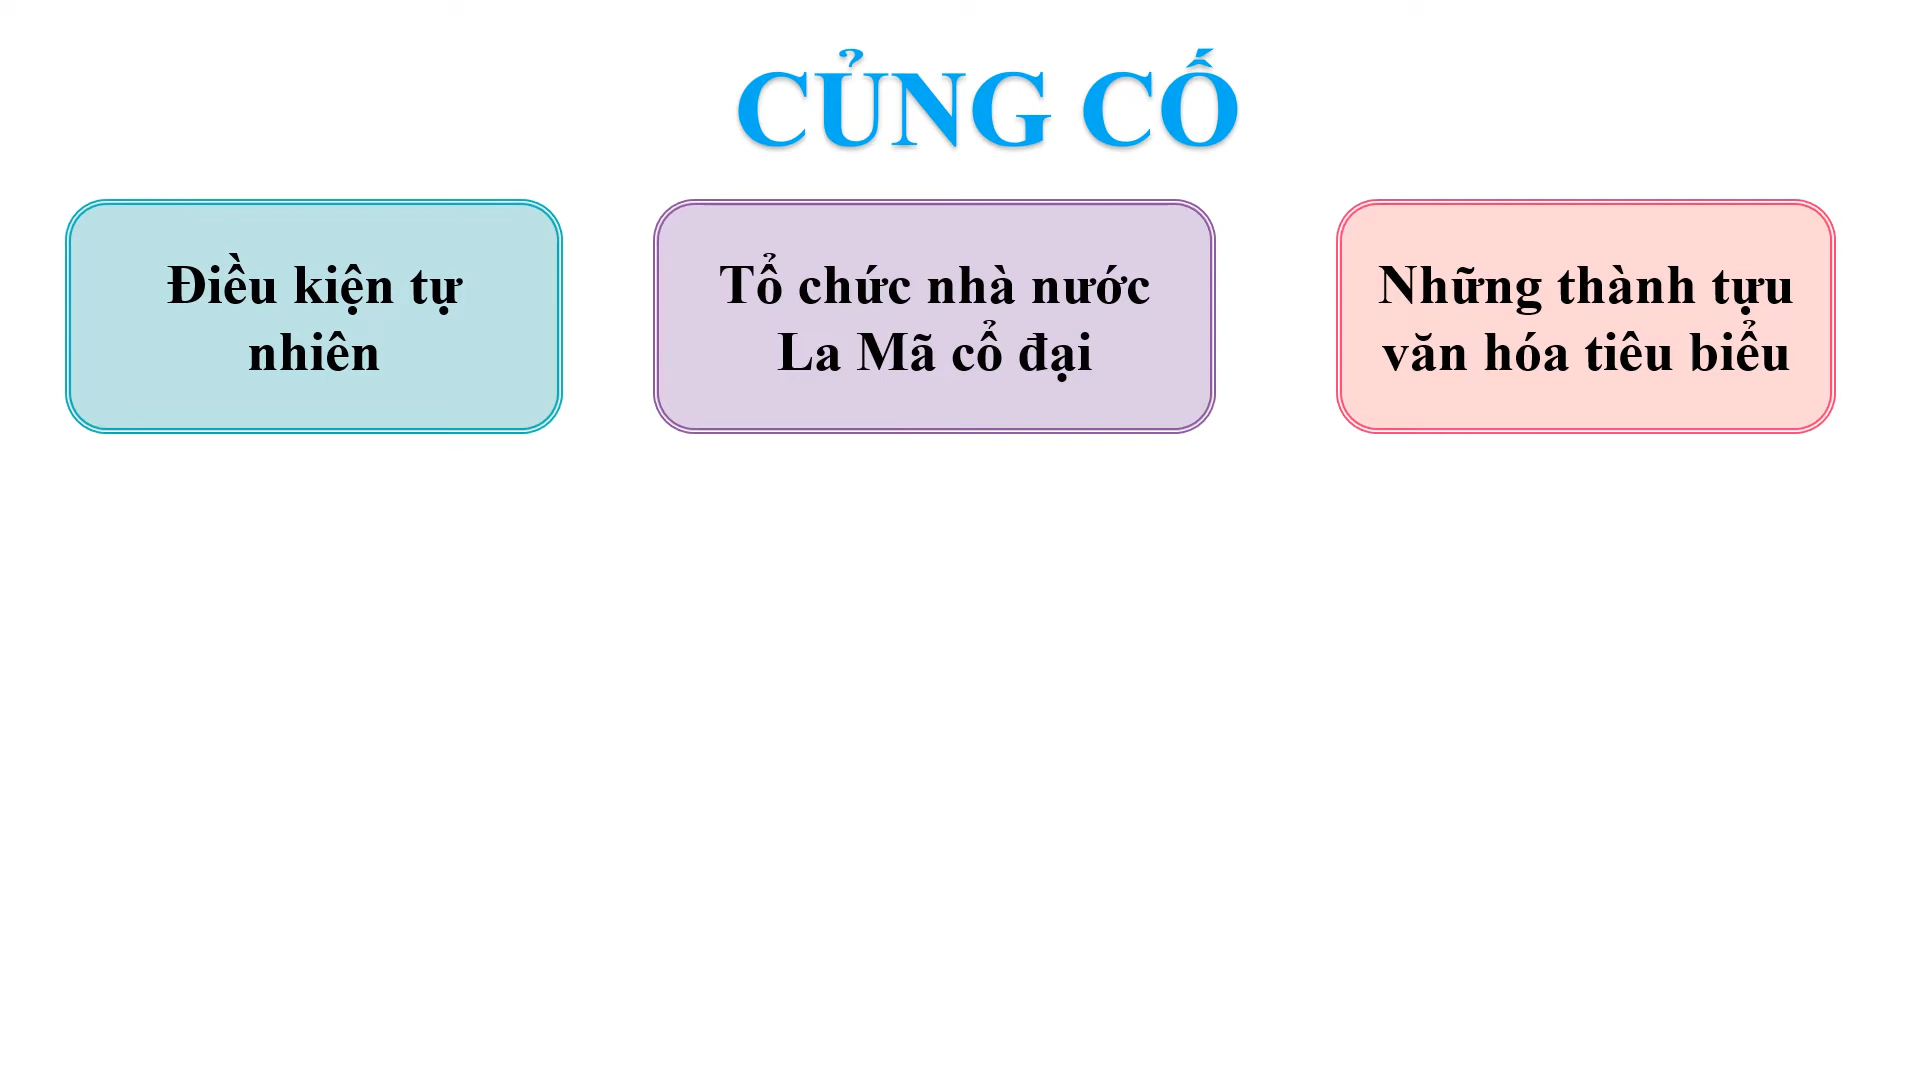 CỦNG CỐ
Điều kiện tự
nhiên
Tổ chức nhà nước
La Mã cổ đại
Những thành tựu
văn hóa tiêu biểu